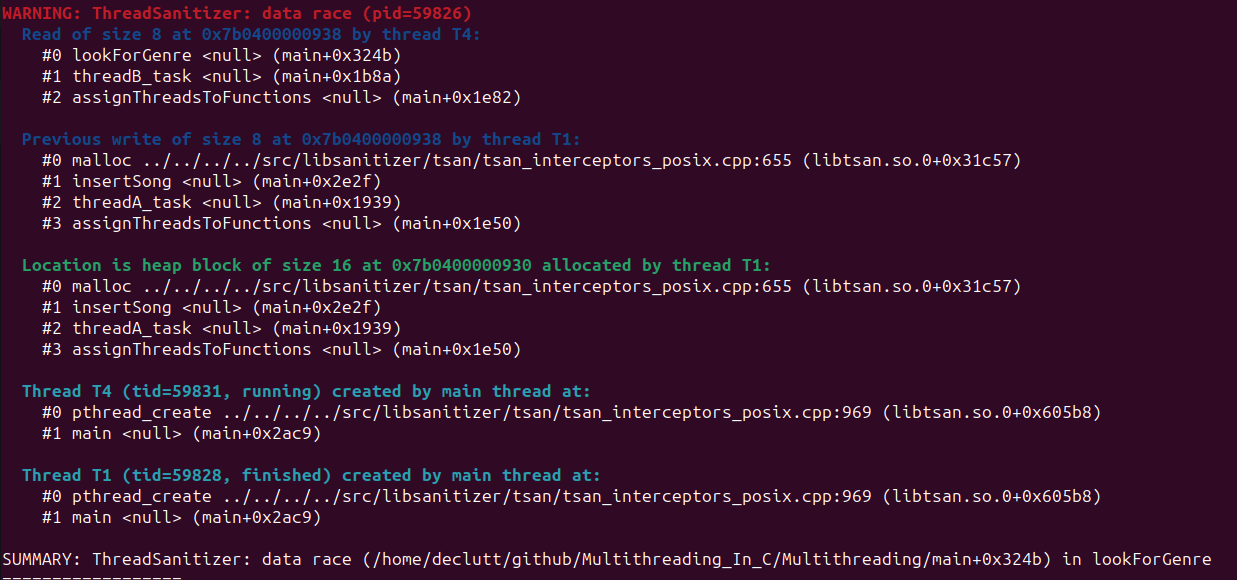 WARNING: ThreadSanitizer: data race (pid=59826)
  Read of size 8 at 0x7b0400000938 by thread T4:
    #0 lookForGenre <null> (main+0x324b)
    #1 threadB_task <null> (main+0x1b8a)
    #2 assignThreadsToFunctions <null> (main+0x1e82)

  Previous write of size 8 at 0x7b0400000938 by thread T1:
    #0 malloc ../../../../src/libsanitizer/tsan/tsan_interceptors_posix.cpp:655 (libtsan.so.0+0x31c57)
    #1 insertSong <null> (main+0x2e2f)
    #2 threadA_task <null> (main+0x1939)
    #3 assignThreadsToFunctions <null> (main+0x1e50)

  Location is heap block of size 16 at 0x7b0400000930 allocated by thread T1:
    #0 malloc ../../../../src/libsanitizer/tsan/tsan_interceptors_posix.cpp:655 (libtsan.so.0+0x31c57)
    #1 insertSong <null> (main+0x2e2f)
    #2 threadA_task <null> (main+0x1939)
    #3 assignThreadsToFunctions <null> (main+0x1e50)

  Thread T4 (tid=59831, running) created by main thread at:
    #0 pthread_create ../../../../src/libsanitizer/tsan/tsan_interceptors_posix.cpp:969 (libtsan.so.0+0x605b8)
    #1 main <null> (main+0x2ac9)

  Thread T1 (tid=59828, finished) created by main thread at:
    #0 pthread_create ../../../../src/libsanitizer/tsan/tsan_interceptors_posix.cpp:969 (libtsan.so.0+0x605b8)
    #1 main <null> (main+0x2ac9)

SUMMARY: ThreadSanitizer: data race (/home/declutt/github/Multithreading_In_C/Multithreading/main+0x324b) in lookForGenre
==================